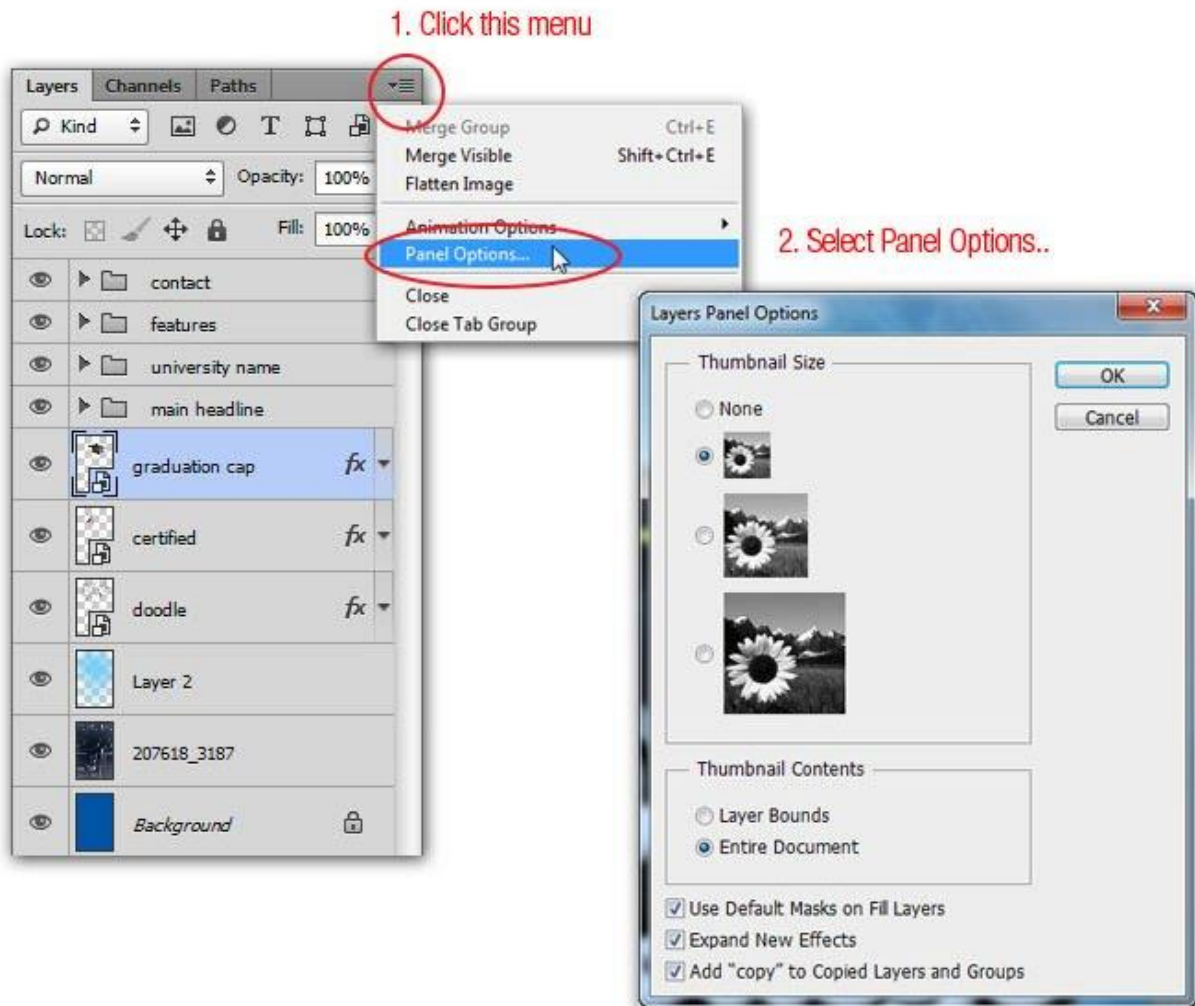 1. Click this menu
Layers Channels Paths
Kind T
Normal Opacity: 100%
Lock: Fill: 100%
contact
features
university name
main headline
graduation cap fx
certified fx
doodle fx
Layer 2
207618_3187
Background
Merge Group Ctrl+E
Merge Visible Shift+Ctrl+E
Flatten Image
Animation Options
Panel Options...
Close
Close Tab Group
2. Select Panel Options..
Layers Panel Options
Thumbnail Size
OK
Cancel
None
Thumbnail Contents
Layer Bounds
Entire Document
Use Default Masks on Fill Layers
Expand New Effects
Add "copy" to Copied Layers and Groups